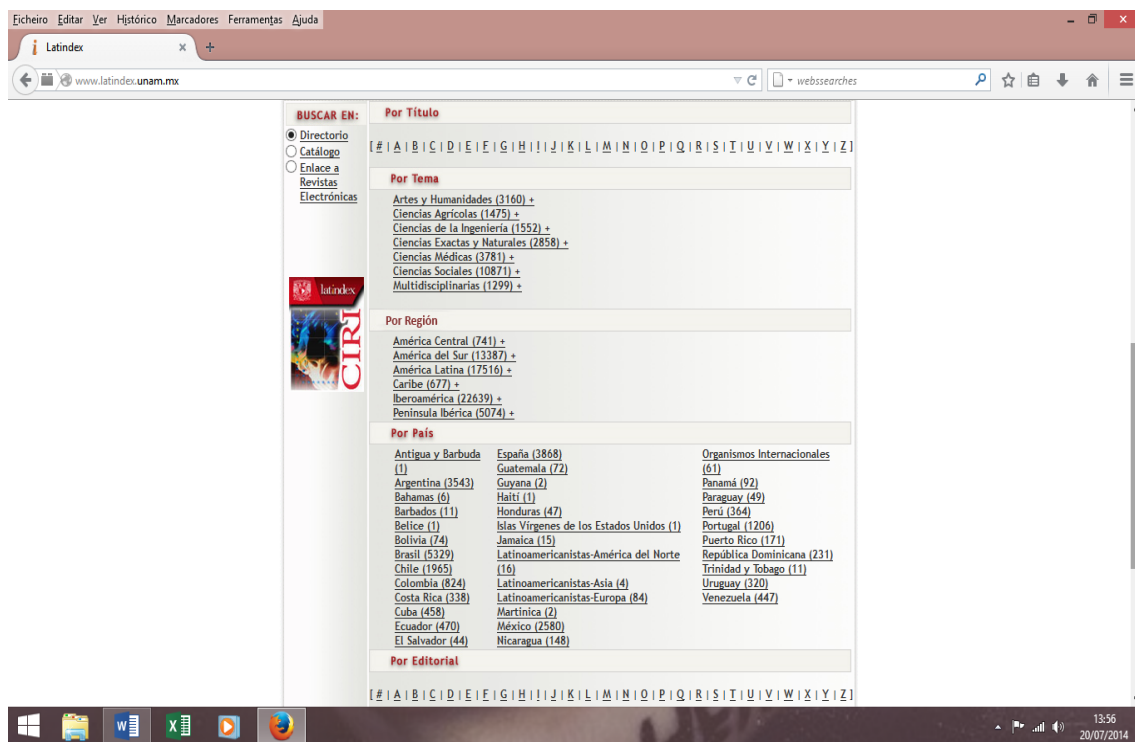 Ficheiro Editar Ver Histórico Marcadores Ferramentas Ajuda
Latindex × +
www.latindex.unam.mx
webssearches
BUSCAR EN:
Directorio
Catálogo
Enlace a
Revistas
Electrónicas
latindex
CIRI
Por Título
[ # | A | B | C | D | E | F | G | H | I | J | K | L | M | N | O | P | Q | R | S | T | U | V | W | X | Y | Z ]
Por Tema
Artes y Humanidades (3160) +
Ciencias Agrícolas (1475) +
Ciencias de la Ingeniería (1552) +
Ciencias Exactas y Naturales (2858) +
Ciencias Médicas (3781) +
Ciencias Sociales (10871) +
Multidisciplinarias (1299) +
Por Región
América Central (741) +
América del Sur (13387) +
América Latina (17516) +
Caribe (677) +
Iberoamérica (22639) +
Península Ibérica (5074) +
Por País
Antigua y Barbuda
(1)
Argentina (3543)
Bahamas (6)
Barbados (11)
Belice (1)
Bolivia (74)
Brasil (5329)
Chile (1965)
Colombia (824)
Costa Rica (338)
Cuba (458)
Ecuador (470)
El Salvador (44)
España (3868)
Guatemala (72)
Guyana (2)
Haití (1)
Honduras (47)
Islas Vírgenes de los Estados Unidos (1)
Jamaica (15)
Latinoamericanistas-América del Norte
(16)
Latinoamericanistas-Asia (4)
Latinoamericanistas-Europa (84)
Martinica (2)
México (2580)
Nicaragua (148)
Organismos Internacionales
(61)
Panamá (92)
Paraguay (49)
Perú (364)
Portugal (1206)
Puerto Rico (171)
República Dominicana (231)
Trinidad y Tobago (11)
Uruguay (320)
Venezuela (447)
Por Editorial
[ # | A | B | C | D | E | F | G | H | I | J | K | L | M | N | O | P | Q | R | S | T | U | V | W | X | Y | Z ]
13:56
20/07/2014